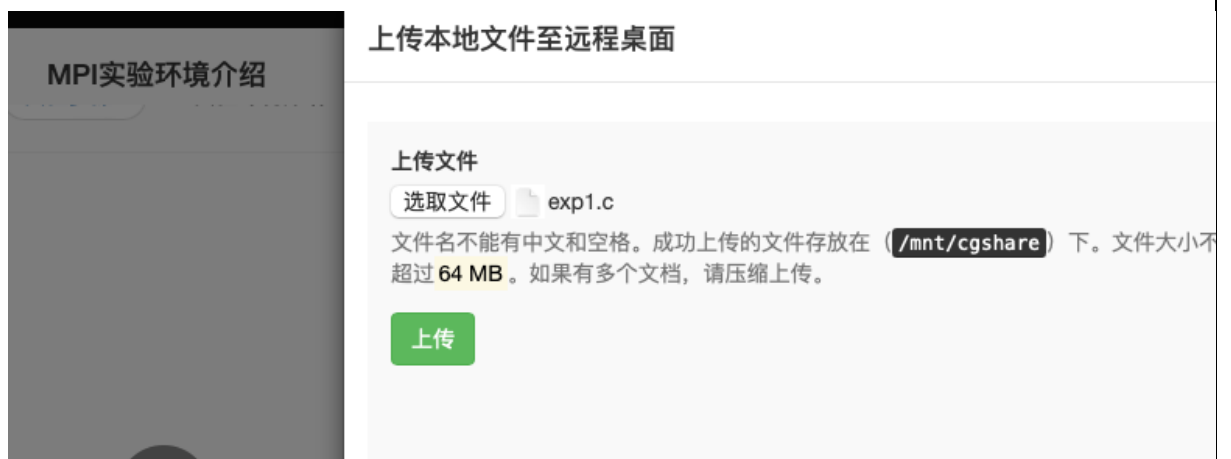 上传本地文件至远程桌面
MPI实验环境介绍
上传文件
选取文件 exp1.c
文件名不能有中文和空格。成功上传的文件存放在（/mnt/cgshare）下。文件大小不
超过 64 MB 。如果有多个文档，请压缩上传。
上传